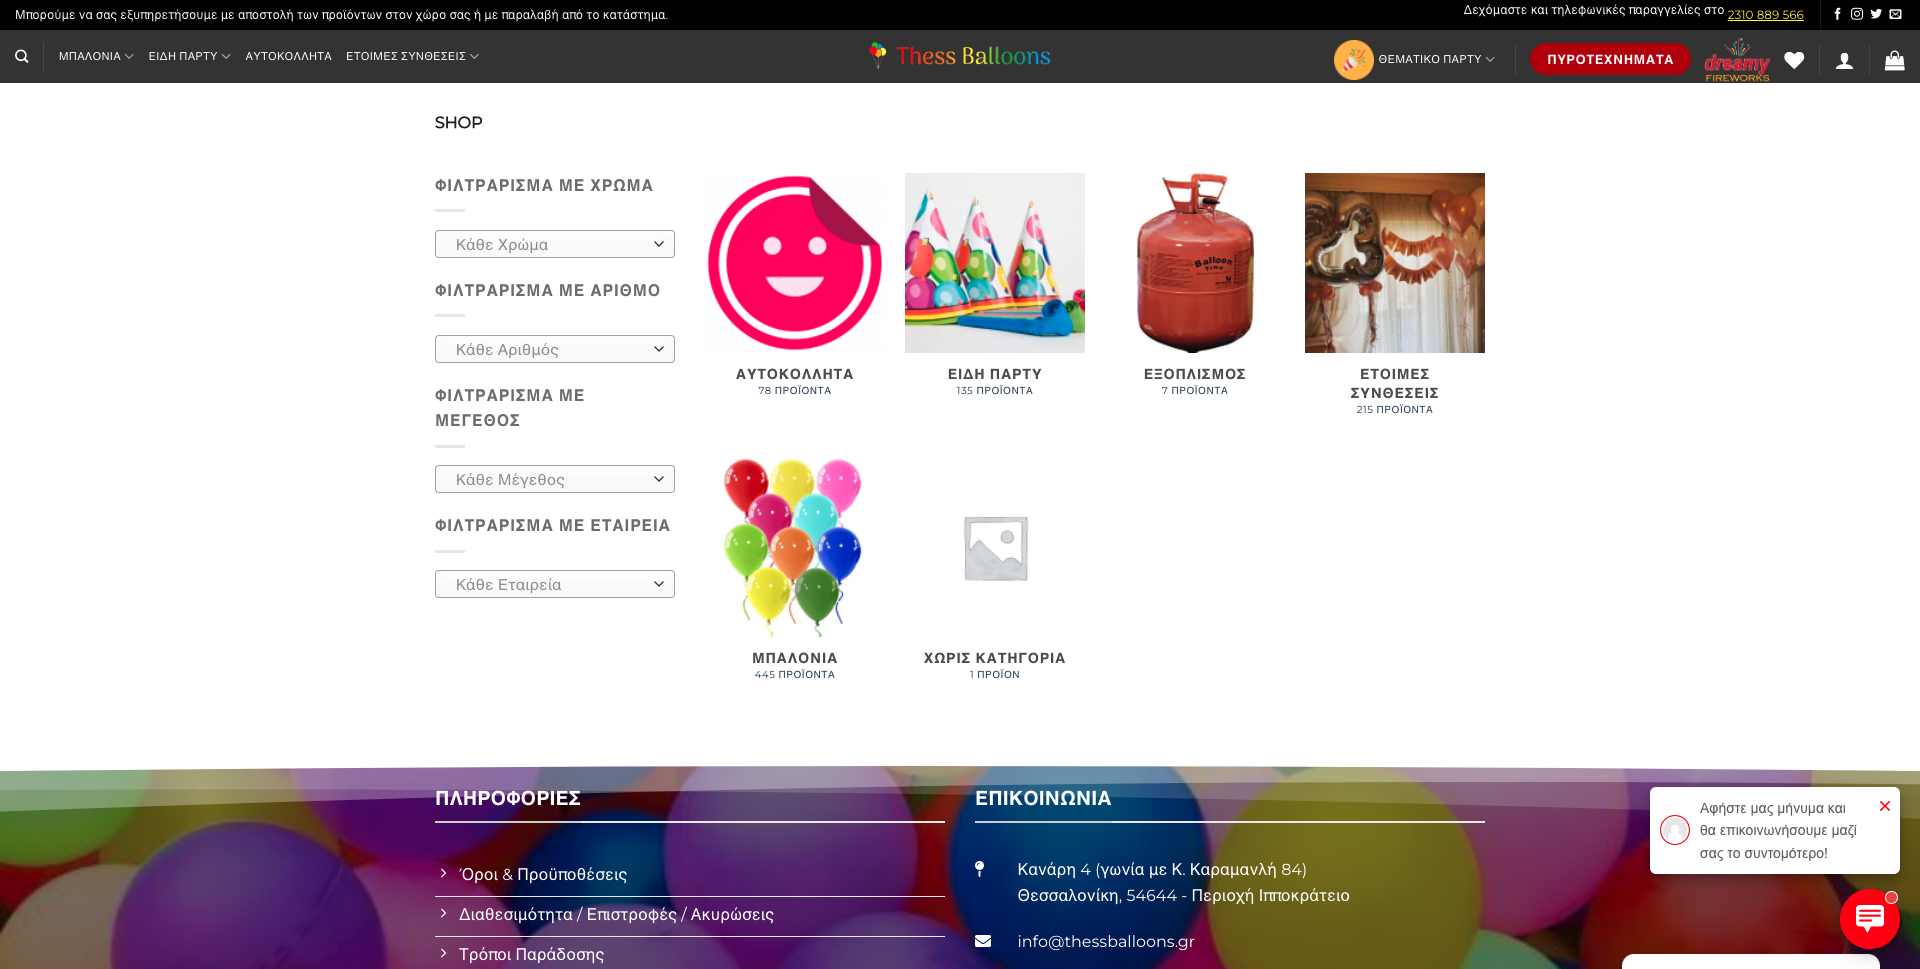 Μπορούμε να σας εξυπηρετήσουμε με αποστολή των προϊόντων στον χώρο σας ή με παραλαβή από το κατάστημα.
Δεχόμαστε και τηλεφωνικές παραγγελίες στο 2310 889 566
ΜΠΑΛΟΝΙΑ ΕΙΔΗ ΠΑΡΤΥ ΑΥΤΟΚΟΛΛΗΤΑ ΕΤΟΙΜΕΣ ΣΥΝΘΕΣΕΙΣ
Thess Balloons
ΘΕΜΑΤΙΚΟ ΠΑΡΤΥ
ΠΥΡΟΤΕΧΝΗΜΑΤΑ
dreamy
FIREWORKS
SHOP
ΦΙΛΤΡΑΡΙΣΜΑ ΜΕ ΧΡΩΜΑ
Κάθε Χρώμα
ΦΙΛΤΡΑΡΙΣΜΑ ΜΕ ΑΡΙΘΜΟ
Κάθε Αριθμός
ΦΙΛΤΡΑΡΙΣΜΑ ΜΕ
ΜΕΓΕΘΟΣ
Κάθε Μέγεθος
ΦΙΛΤΡΑΡΙΣΜΑ ΜΕ ΕΤΑΙΡΕΙΑ
Κάθε Εταιρεία
ΑΥΤΟΚΟΛΛΗΤΑ
78 ΠΡΟΪΟΝΤΑ
ΕΙΔΗ ΠΑΡΤΥ
135 ΠΡΟΪΟΝΤΑ
Balloon
Time
ΕΞΟΠΛΙΣΜΟΣ
7 ΠΡΟΪΟΝΤΑ
ΕΤΟΙΜΕΣ
ΣΥΝΘΕΣΕΙΣ
215 ΠΡΟΪΟΝΤΑ
ΜΠΑΛΟΝΙΑ
445 ΠΡΟΪΟΝΤΑ
ΧΩΡΙΣ ΚΑΤΗΓΟΡΙΑ
1 ΠΡΟΪΟΝ
ΠΛΗΡΟΦΟΡΙΕΣ
Όροι & Προϋποθέσεις
Διαθεσιμότητα / Επιστροφές / Ακυρώσεις
Τρόποι Παράδοσης
ΕΠΙΚΟΙΝΩΝΙΑ
Κανάρη 4 (γωνία με Κ. Καραμανλή 84)
Θεσσαλονίκη, 54644 - Περιοχή Ιπποκράτειο
info@thessballoons.gr
Αφήστε μας μήνυμα και
θα επικοινωνήσουμε μαζί
σας το συντομότερο!